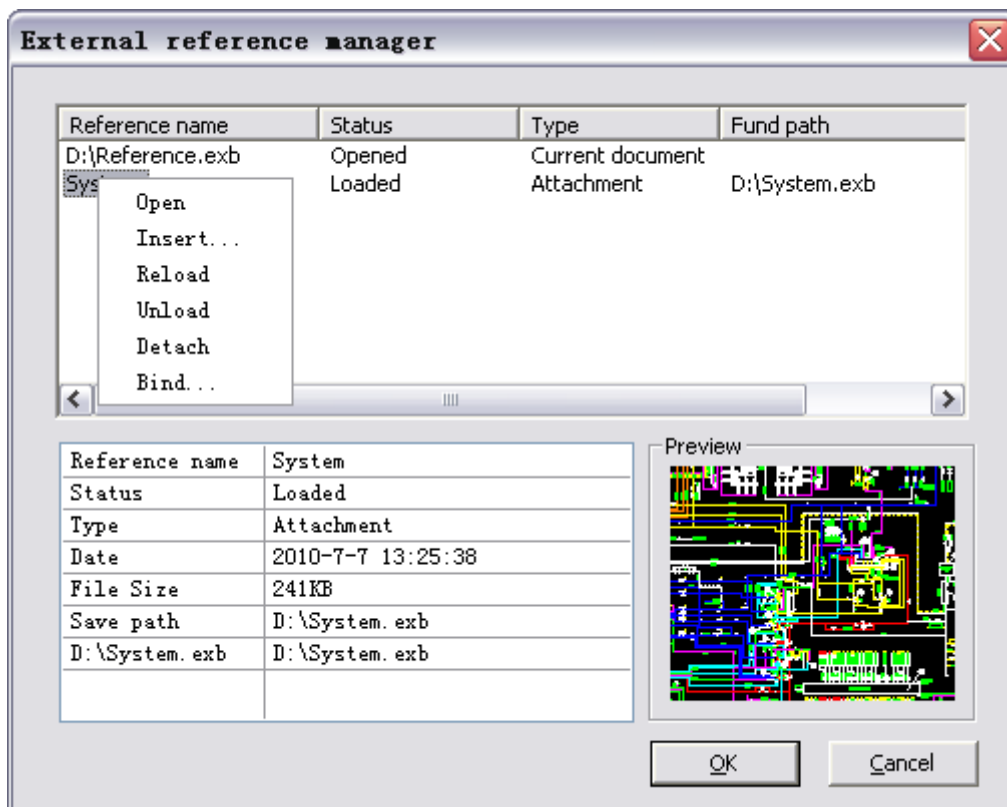 External reference manager
Reference name Status Type Fund path
D:\Reference.exb Opened Current document
Sys Loaded Attachment D:\System.exb
Open
Insert...
Reload
Unload
Detach
Bind...
Reference name System
Status Loaded
Type Attachment
Date 2010-7-7 13:25:38
File Size 241KB
Save path D:\System.exb
D:\System.exb D:\System.exb
Preview
OK Cancel